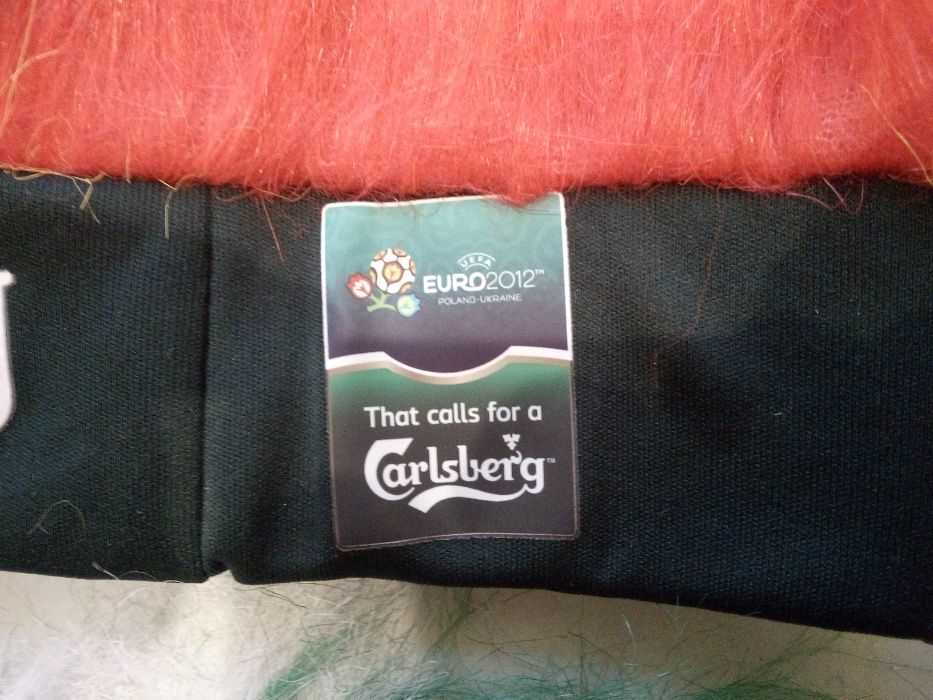 UEFA
EURO2012™
POLAND-UKRAINE
That calls for a
Carlsberg™